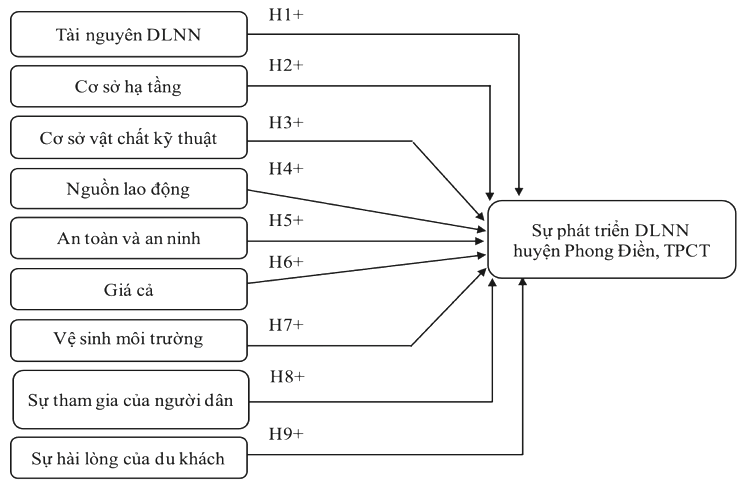 H1+
Tài nguyên DLNN
H2+
Cơ sở hạ tầng
H3+
Cơ sở vật chất kỹ thuật
H4+
Nguồn lao động
H5+
An toàn và an ninh
H6+
Giá cả
H7+
Vệ sinh môi trường
H8+
Sự tham gia của người dân
H9+
Sự hài lòng của du khách
Sự phát triển DLNN
huyện Phong Điền, TPCT